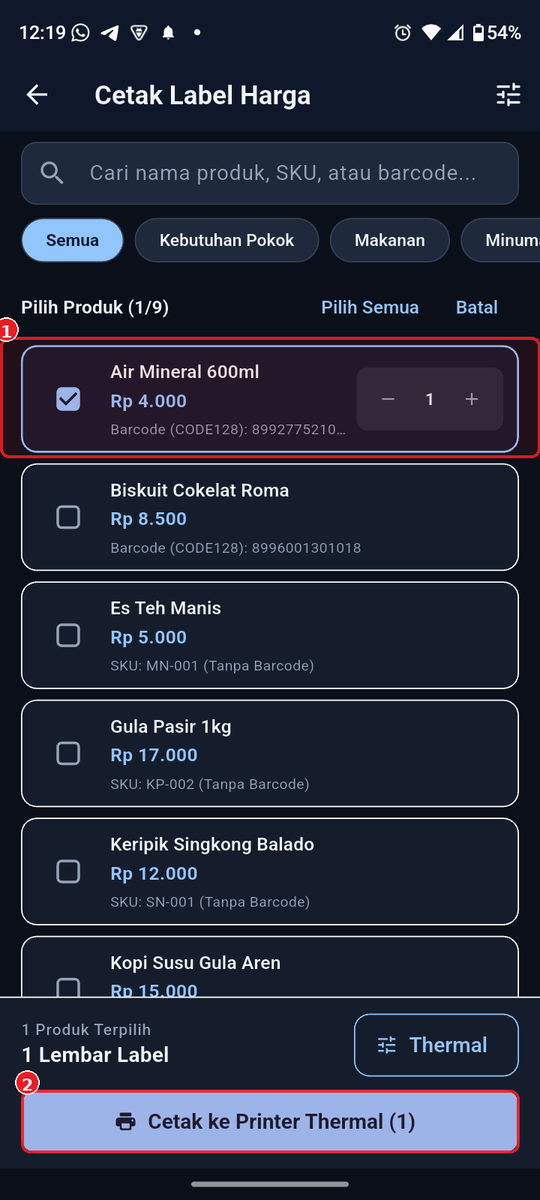 12:19
54%
Cetak Label Harga
Cari nama produk, SKU, atau barcode...
Semua
Kebutuhan Pokok
Makanan
Minum
Pilih Produk (1/9)
Pilih Semua
Batal
1
Air Mineral 600ml
Rp 4.000
Barcode (CODE128): 8992775210...
− 1 +
Biskuit Cokelat Roma
Rp 8.500
Barcode (CODE128): 8996001301018
Es Teh Manis
Rp 5.000
SKU: MN-001 (Tanpa Barcode)
Gula Pasir 1kg
Rp 17.000
SKU: KP-002 (Tanpa Barcode)
Keripik Singkong Balado
Rp 12.000
SKU: SN-001 (Tanpa Barcode)
Kopi Susu Gula Aren
Rp 15.000
1 Produk Terpilih
1 Lembar Label
Thermal
2
Cetak ke Printer Thermal (1)